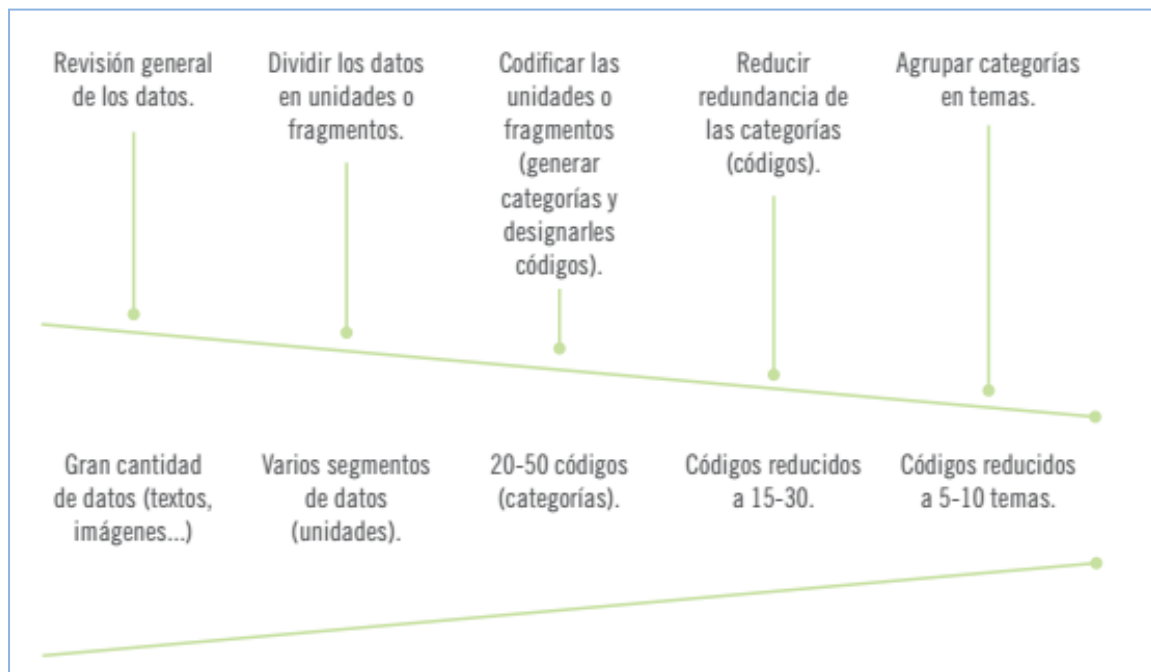 Revisión general
de los datos.
Dividir los datos
en unidades o
fragmentos.
Codificar las
unidades o
fragmentos
(generar
categorías y
designarles
códigos).
Reducir
redundancia de
las categorías
(códigos).
Agrupar categorías
en temas.
Gran cantidad
de datos (textos,
imágenes...)
Varios segmentos
de datos
(unidades).
20-50 códigos
(categorías).
Códigos reducidos
a 15-30.
Códigos reducidos
a 5-10 temas.